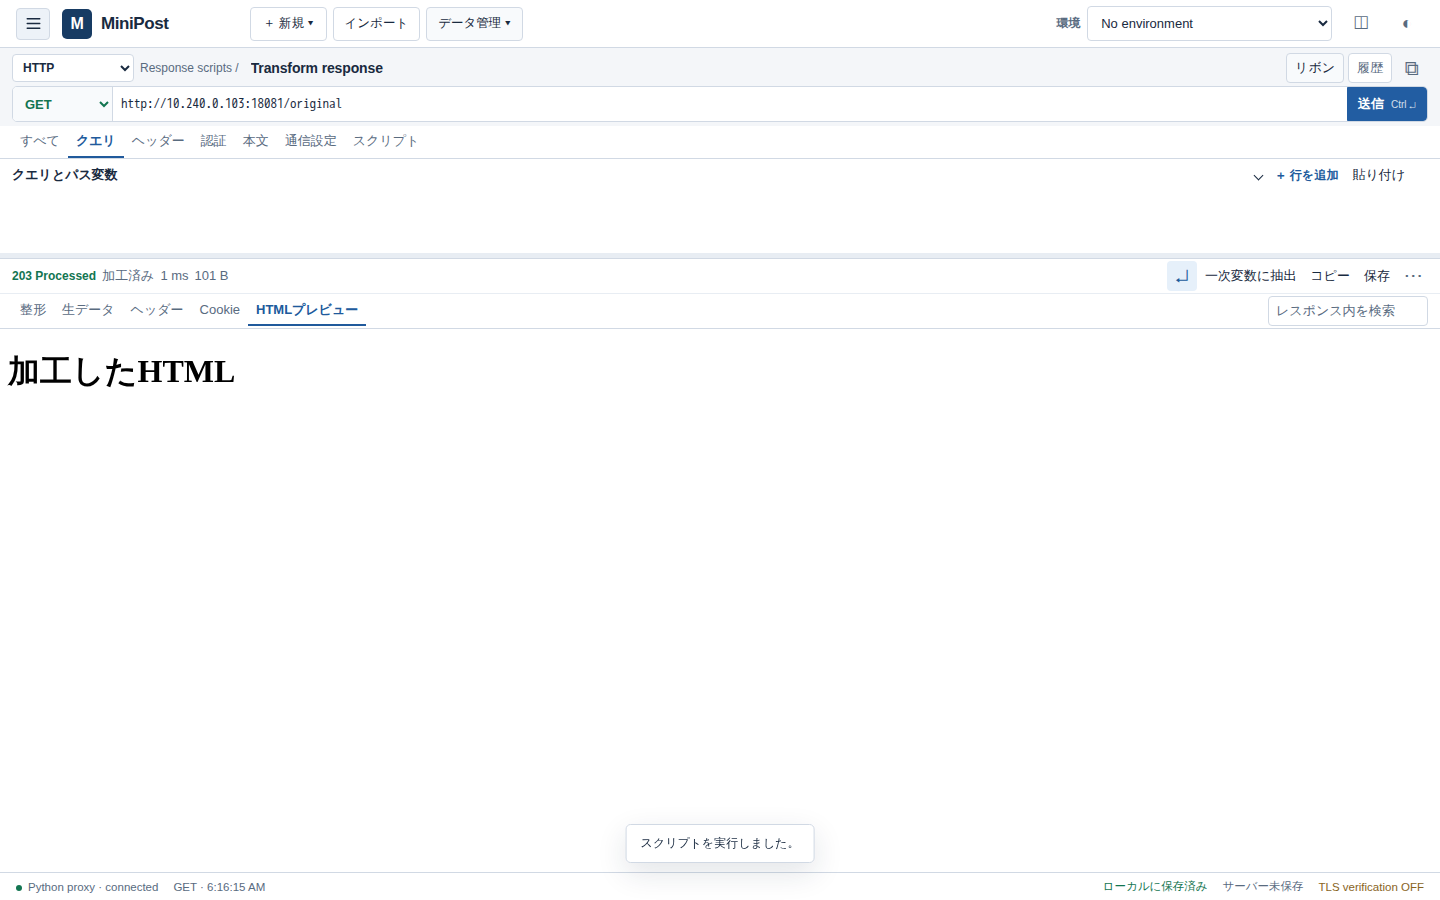 M MiniPost ＋ 新規 ▾ インポート データ管理 ▾ 環境 No environment
HTTP Response scripts / Transform response リボン 履歴
GET http://10.240.0.103:18081/original 送信 Ctrl ⏎
すべて クエリ ヘッダー 認証 本文 通信設定 スクリプト
クエリとパス変数 + 行を追加 貼り付け
203 Processed 加工済み 1 ms 101 B 一次変数に抽出 コピー 保存 ···
整形 生データ ヘッダー Cookie HTMLプレビュー レスポンス内を検索
加工したHTML
スクリプトを実行しました。
Python proxy · connected GET · 6:16:15 AM ローカルに保存済み サーバー未保存 TLS verification OFF